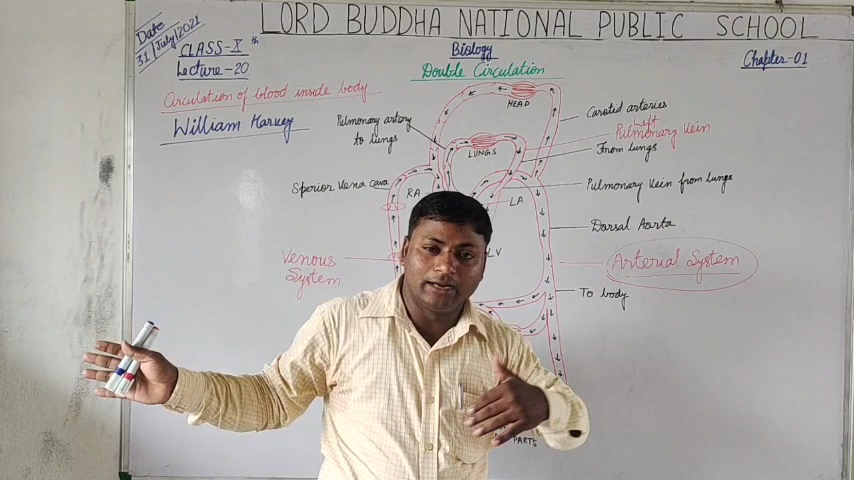 LORD BUDDHA NATIONAL PUBLIC SCHOOL
Date
31/July/2021
CLASS-X th
Lecture-20
Biology
Double Circulation
Chapter-01
Circulation of blood inside body
William Harvey
HEAD
Carotid arteries
Pulmonary artery
to lungs
Left
Pulmonary Vein
LUNGS
From lungs
Sperior Vena cava
RA
LA
Pulmonary Vein from lungs
Dorsal Aorta
LV
Venous
System
Arterial System
To body
PARTS